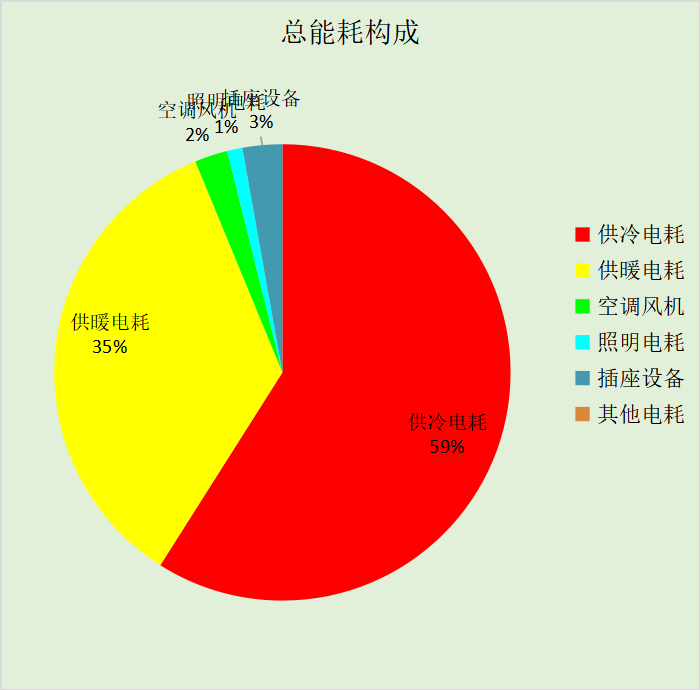 总能耗构成
插座设备
3%
照明电耗
1%
空调风机
2%
供暖电耗
35%
供冷电耗
59%
供冷电耗
供暖电耗
空调风机
照明电耗
插座设备
其他电耗